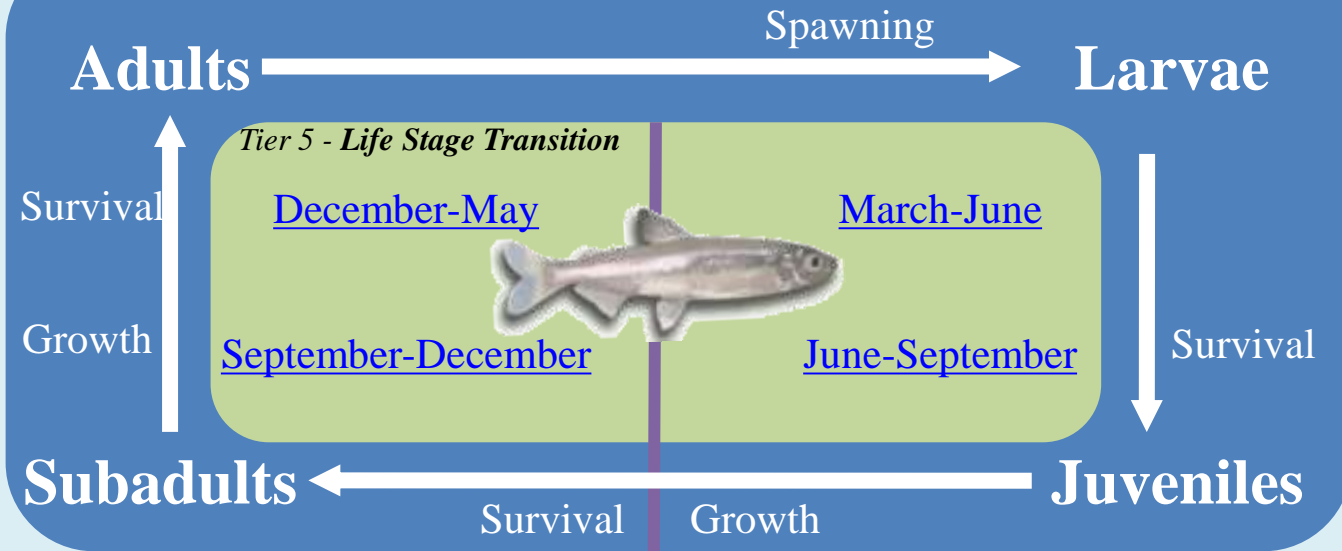 Spawning
Adults
Larvae
Tier 5 - Life Stage Transition
Survival
December-May
March-June
Growth
September-December
June-September
Survival
Subadults
Juveniles
Survival
Growth